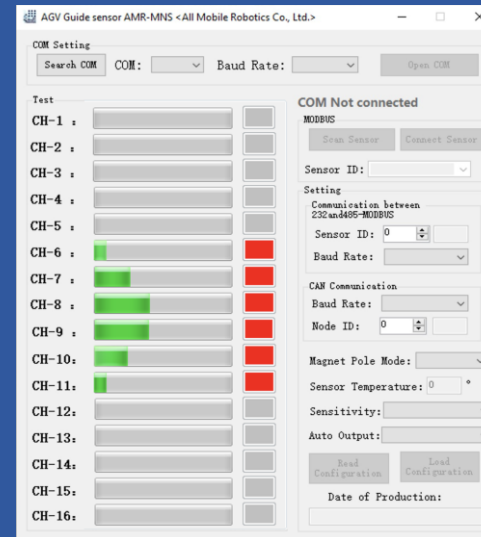 AGV Guide sensor AMR-MNS <All Mobile Robotics Co., Ltd.>
COM Setting
Search COM COM: Baud Rate: Open COM
Test
CH-1 :
CH-2 :
CH-3 :
CH-4 :
CH-5 :
CH-6 :
CH-7 :
CH-8 :
CH-9 :
CH-10:
CH-11:
CH-12:
CH-13:
CH-14:
CH-15:
CH-16:
COM Not connected
MODBUS
Scan Sensor Connect Sensor
Sensor ID:
Setting
Communication between
232and485-MODBUS
Sensor ID: 0
Baud Rate:
CAN Communication
Baud Rate:
Node ID: 0
Magnet Pole Mode:
Sensor Temperature: 0 °
Sensitivity:
Auto Output:
Read
Configuration
Load
Configuration
Date of Production: